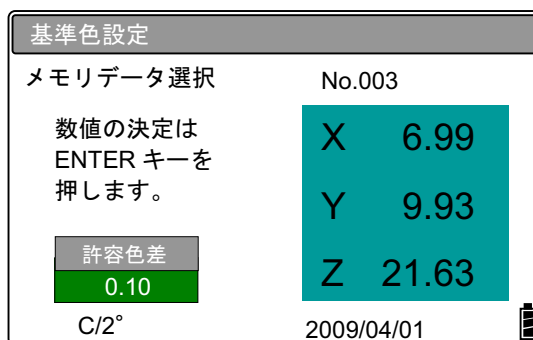 基準色設定
メモリデータ選択
No.003
数値の決定は
ENTER キーを
押します。
X 6.99
Y 9.93
Z 21.63
許容色差
0.10
C/2°
2009/04/01